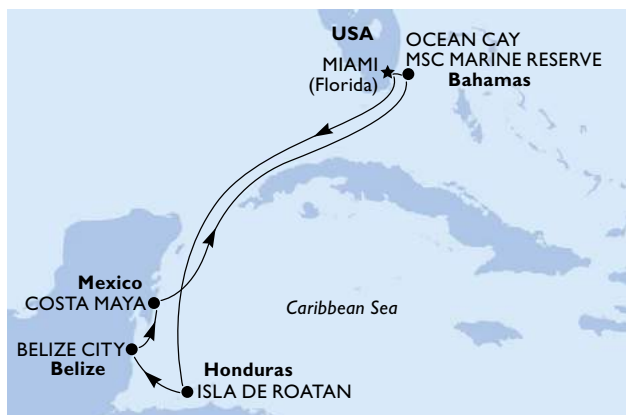 USA
MIAMI
(Florida)
OCEAN CAY
MSC MARINE RESERVE
Bahamas
Mexico
COSTA MAYA
Caribbean Sea
BELIZE CITY
Belize
Honduras
ISLA DE ROATAN